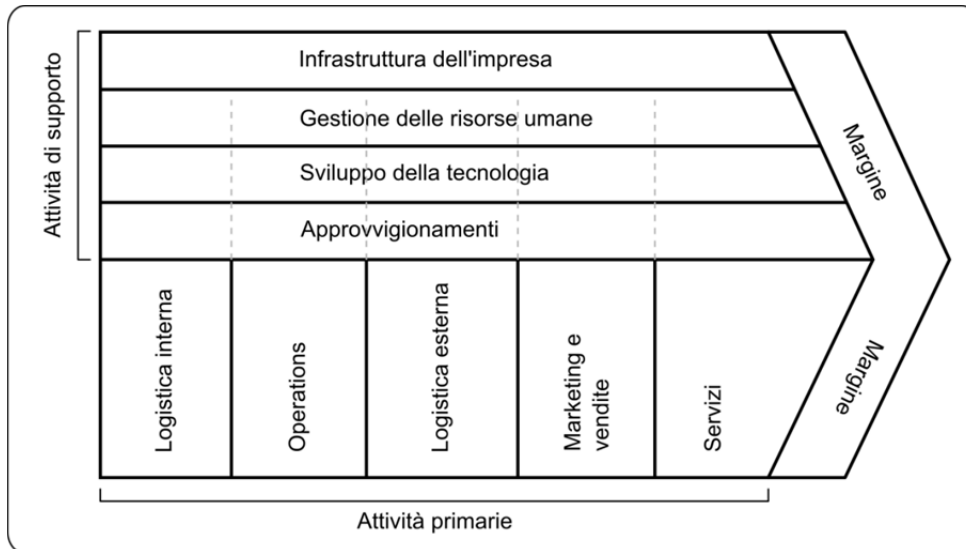 Attività di supporto
Infrastruttura dell'impresa
Gestione delle risorse umane
Sviluppo della tecnologia
Approvvigionamenti
Margine
Logistica interna
Operations
Logistica esterna
Marketing e
vendite
Servizi
Margine
Attività primarie